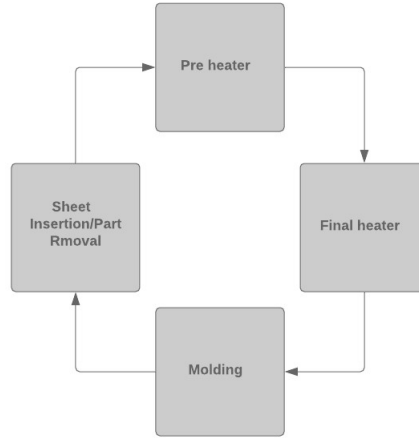 Pre heater
Sheet
Insertion/Part
Rmoval
Final heater
Molding